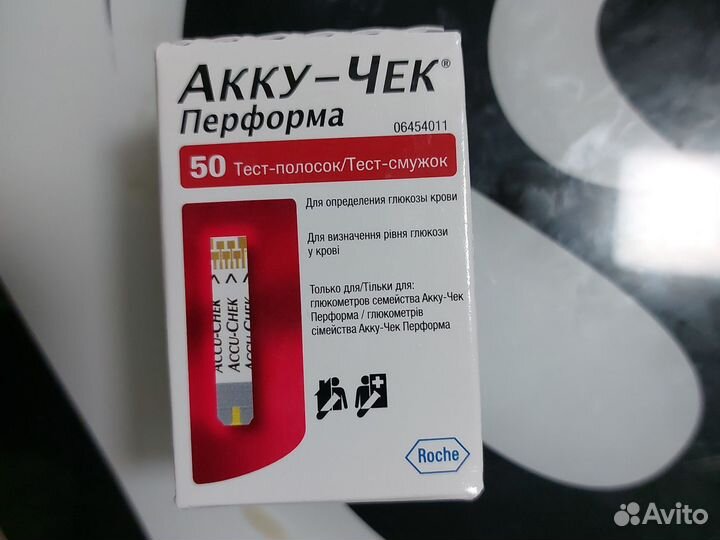 АККУ-ЧЕК®
Перформа
06454011
50 Тест-полосок/Тест-смужок
Для определения глюкозы крови
Для визначення рівня глюкози
у крові
Только для/Тільки для:
глюкометров семейства Акку-Чек
Перформа / глюкометрів
сімейства Акку-Чек Перформа
ACCU-CHEK
ACCU-CHEK
ACCU-CHEK
Roche
Avito